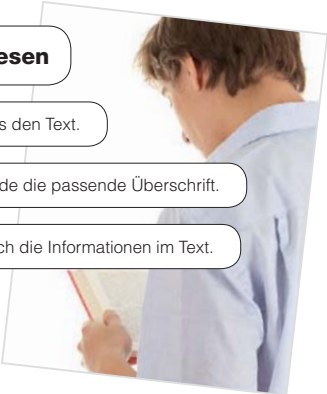 esen
s den Text.
de die passende Überschrift.
ch die Informationen im Text.